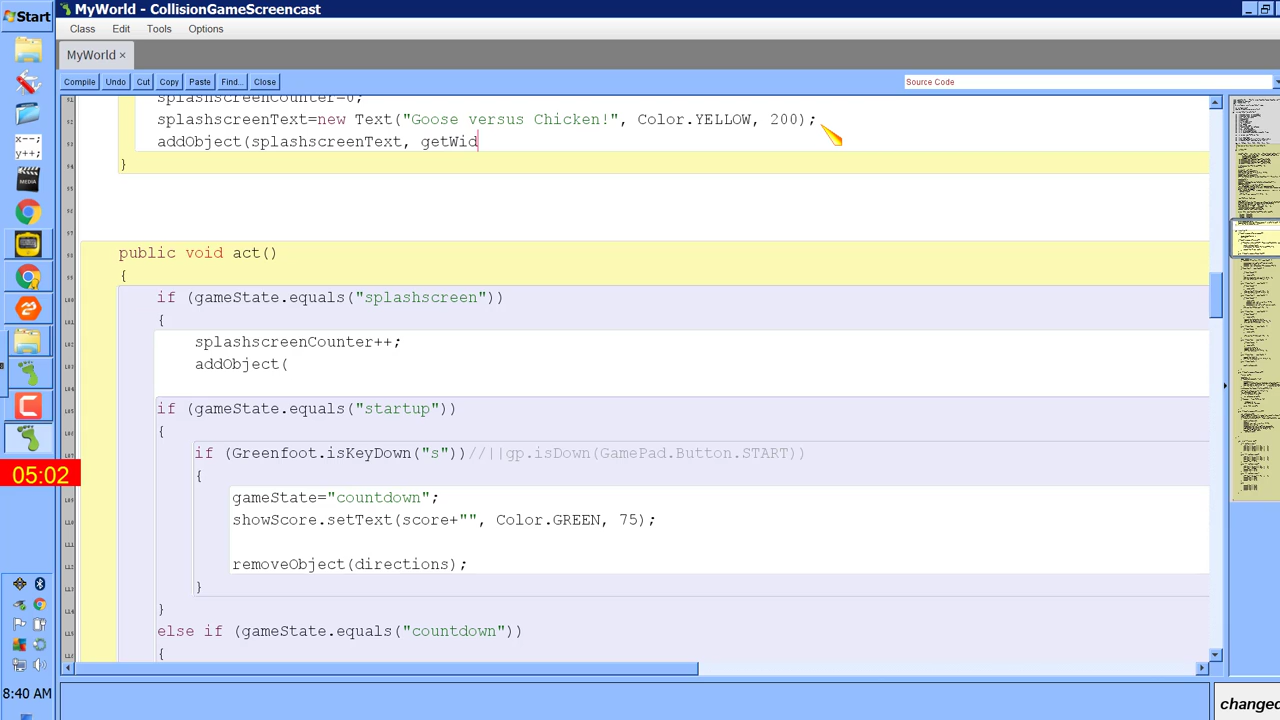 Start
MyWorld - CollisionGameScreencast
Class Edit Tools Options
MyWorld ×
Compile Undo Cut Copy Paste Find... Close
Source Code
splashscreenCounter=0;
splashscreenText=new Text("Goose versus Chicken!", Color.YELLOW, 200);
addObject(splashscreenText, getWid
}
public void act()
{
if (gameState.equals("splashscreen"))
{
splashscreenCounter++;
addObject(
if (gameState.equals("startup"))
{
if (Greenfoot.isKeyDown("s"))//||gp.isDown(GamePad.Button.START))
{
gameState="countdown";
showScore.setText(score+"", Color.GREEN, 75);
removeObject(directions);
}
}
else if (gameState.equals("countdown"))
{
x--;
y++;
MEDIA
05:02
8:40 AM
changed